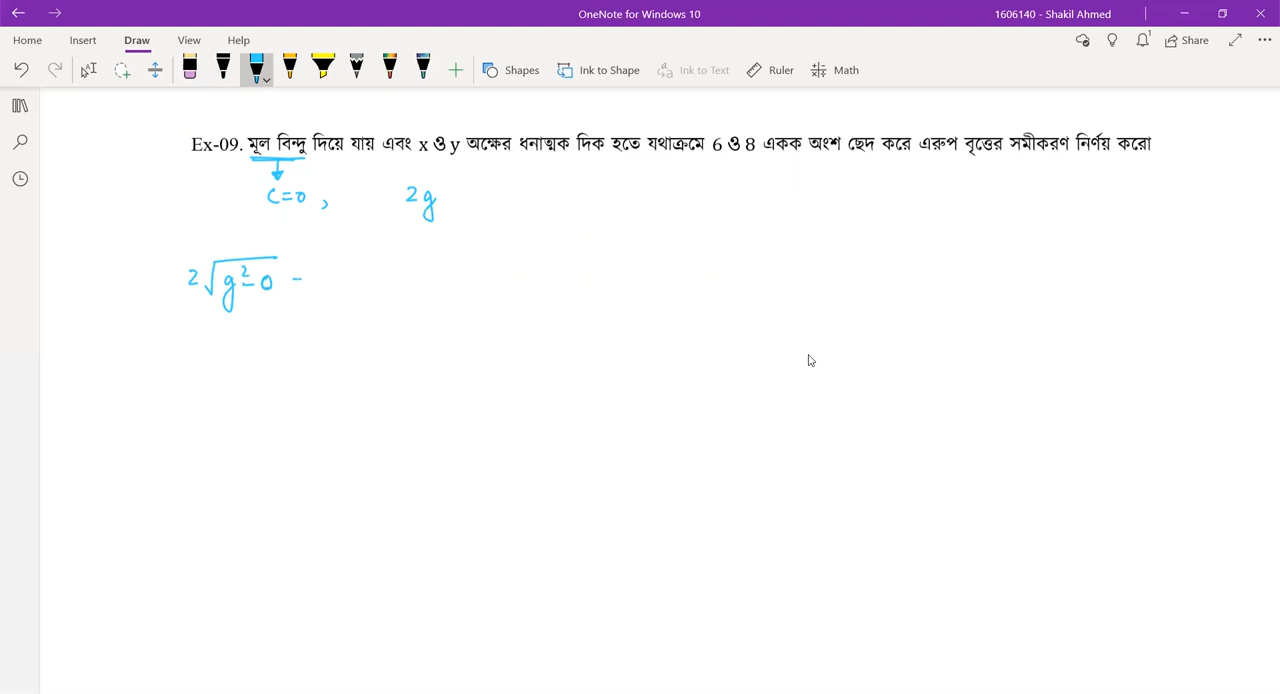 OneNote for Windows 10
1606140 - Shakil Ahmed
Home Insert Draw View Help
Share
Shapes Ink to Shape Ink to Text Ruler Math
Ex-09. মূল বিন্দু দিয়ে যায় এবং x ও y অক্ষের ধনাত্মক দিক হতে যথাক্রমে 6 ও 8 একক অংশ ছেদ করে এরুপ বৃত্তের সমীকরণ নির্ণয় করো
c=0 , 2g
2√g²-0 -